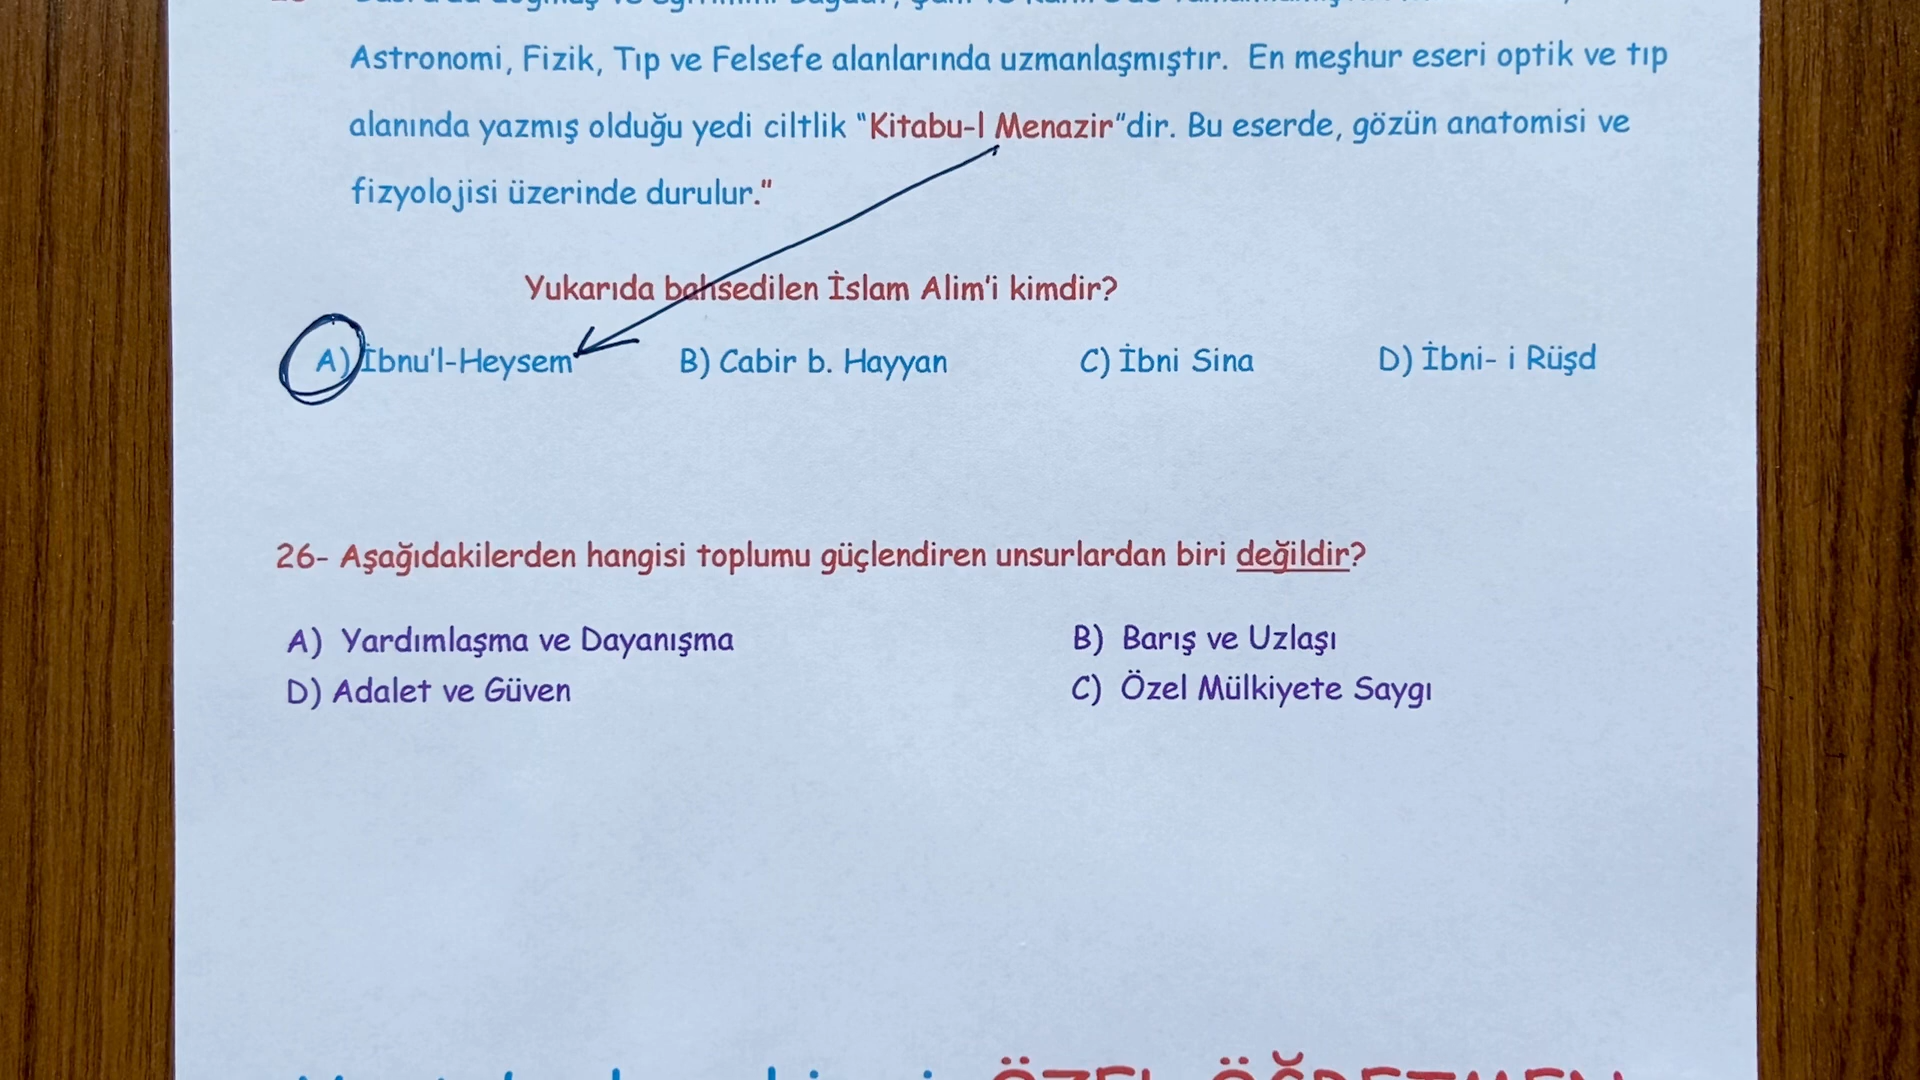 Astronomi, Fizik, Tıp ve Felsefe alanlarında uzmanlaşmıştır. En meşhur eseri optik ve tıp
alanında yazmış olduğu yedi ciltlik "Kitabu-l Menazir"dir. Bu eserde, gözün anatomisi ve
fizyolojisi üzerinde durulur."
Yukarıda bahsedilen İslam Alim'i kimdir?
A) İbnu'l-Heysem B) Cabir b. Hayyan C) İbni Sina D) İbni- i Rüşd
26- Aşağıdakilerden hangisi toplumu güçlendiren unsurlardan biri değildir?
A) Yardımlaşma ve Dayanışma B) Barış ve Uzlaşı
D) Adalet ve Güven C) Özel Mülkiyete Saygı
ÖZEL ÖĞRETMEN